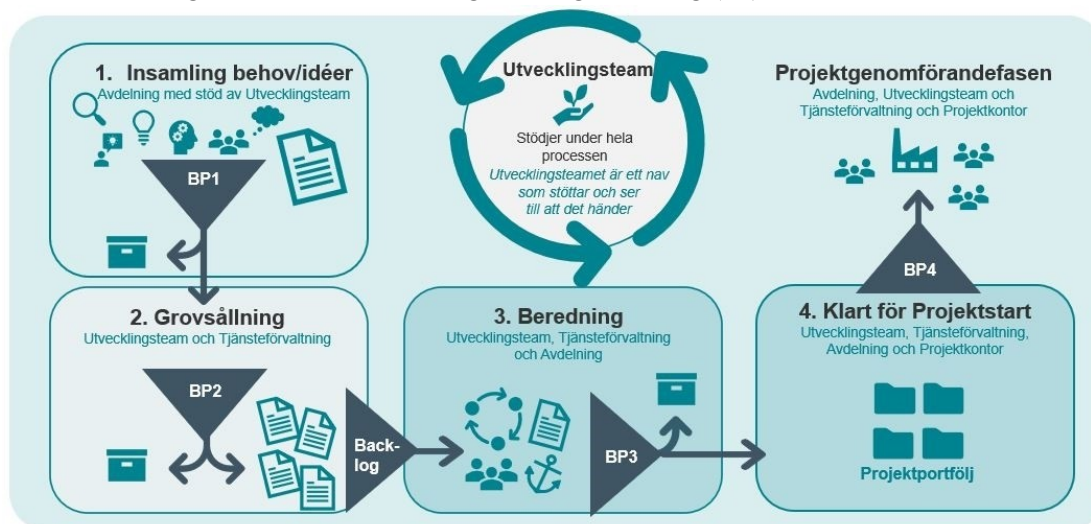 1. Insamling behov/idéer
Avdelning med stöd av Utvecklingsteam
BP1
Utvecklingsteam
Stödjer under hela
processen
Utvecklingsteamet är ett nav
som stöttar och ser
till att det händer
Projektgenomförandefasen
Avdelning, Utvecklingsteam och
Tjänsteförvaltning och Projektkontor
BP4
2. Grovsållning
Utvecklingsteam och Tjänsteförvaltning
BP2
Back-
log
3. Beredning
Utvecklingsteam, Tjänsteförvaltning
och Avdelning
BP3
4. Klart för Projektstart
Utvecklingsteam, Tjänsteförvaltning,
Avdelning och Projektkontor
Projektportfölj